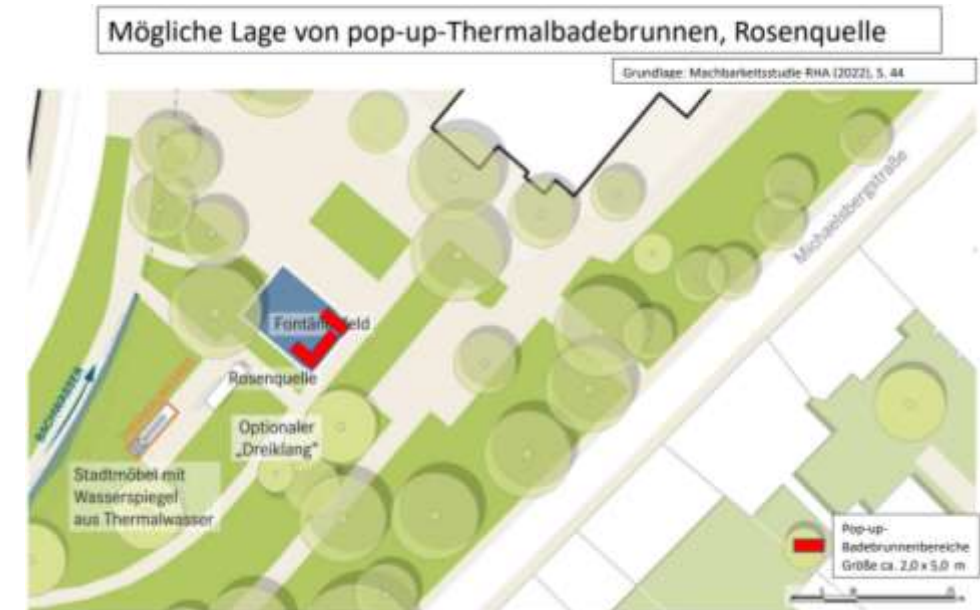 Mögliche Lage von pop-up-Thermalbadebrunnen, Rosenquelle
Grundlage: Machbarkeitsstudie RHA (2022), S. 44
Michaelsbergstraße
Rosenquelle
BACHWASSER
Optionaler
„Dreiklang“
Stadtmöbel mit
Wasserspiegel
aus Thermalwasser
Pop-up-
Badebrunnenbereiche
Größe ca. 2,0 x 5,0 m